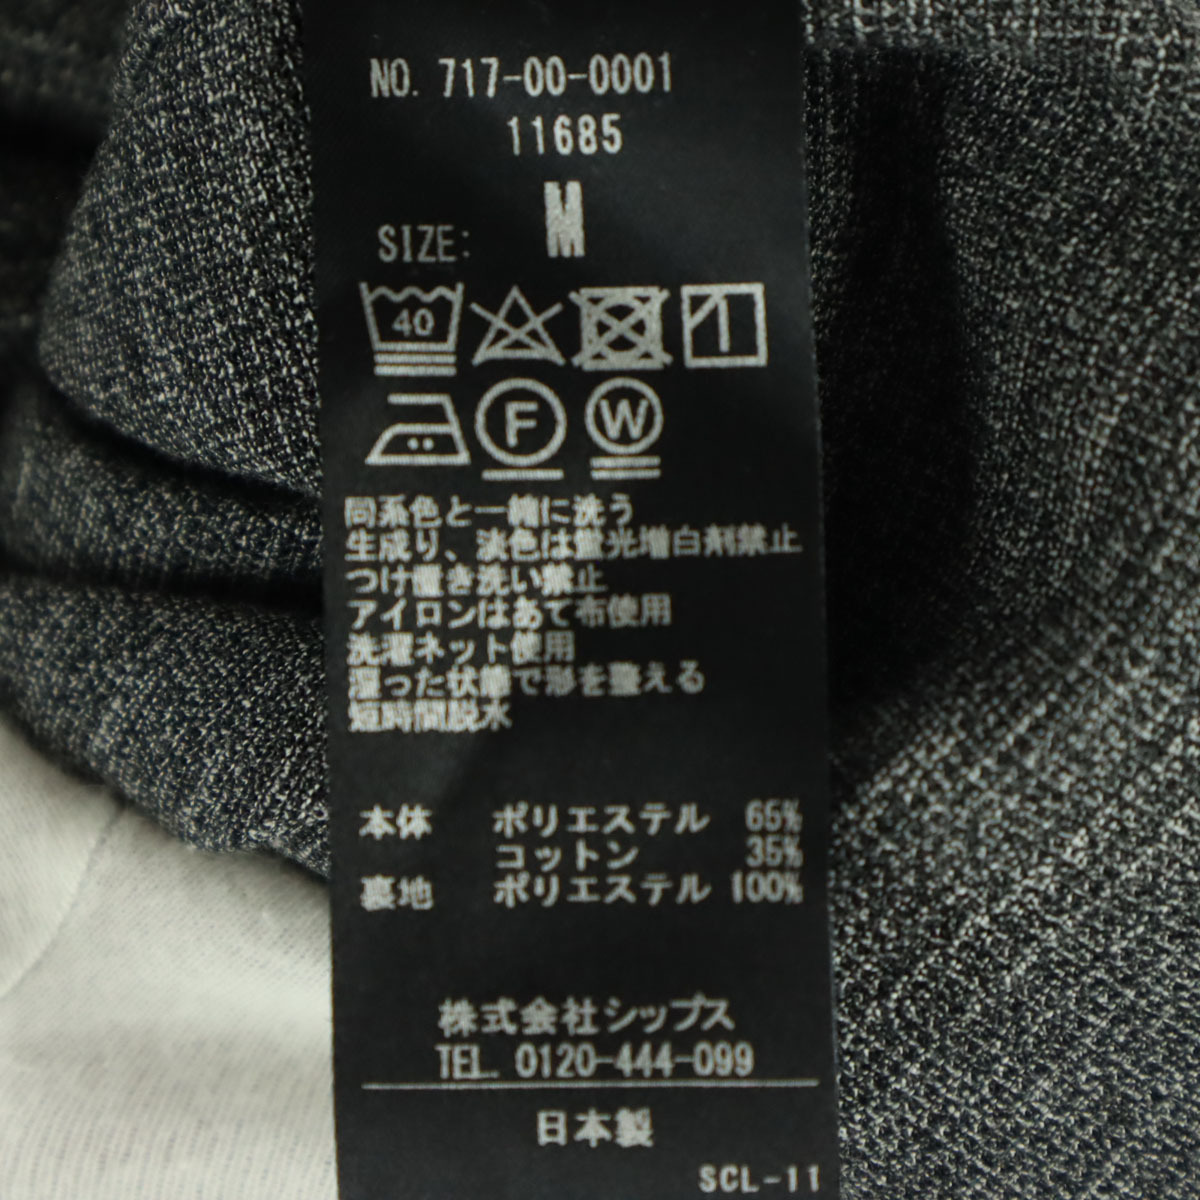 NO. 717-00-0001
11685
SIZE: M
40
F W
同系色と一緒に洗う
生成り、淡色は蛍光増白剤禁止
つけ置き洗い禁止
アイロンはあて布使用
洗濯ネット使用
湿った状態で形を整える
短時間脱水
本体 ポリエステル 65%
コットン 35%
裏地 ポリエステル 100%
株式会社シップス
TEL. 0120-444-099
日本製
SCL-11